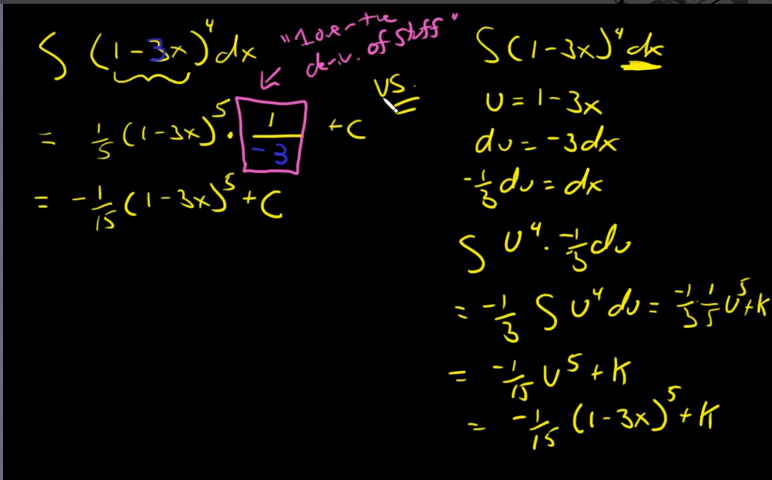 ∫ (1-3x)⁴ dx
"1 over the
deriv. of stuff"
= 1/5 (1-3x)⁵ · 1/-3 + C
= -1/15 (1-3x)⁵ + C
VS.
∫ (1-3x)⁴ dx
u = 1-3x
du = -3dx
-1/3 du = dx
∫ u⁴ · -1/3 du
= -1/3 ∫ u⁴ du = -1/3 · 1/5 u⁵ + K
= -1/15 u⁵ + K
= -1/15 (1-3x)⁵ + K